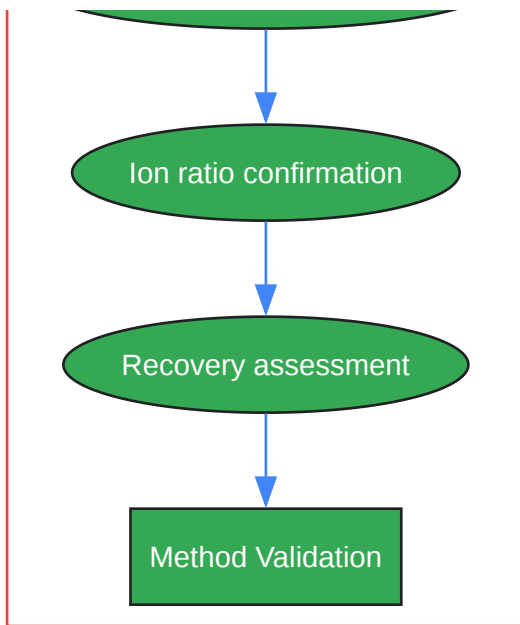 Ion ratio confirmation
Recovery assessment
Method Validation